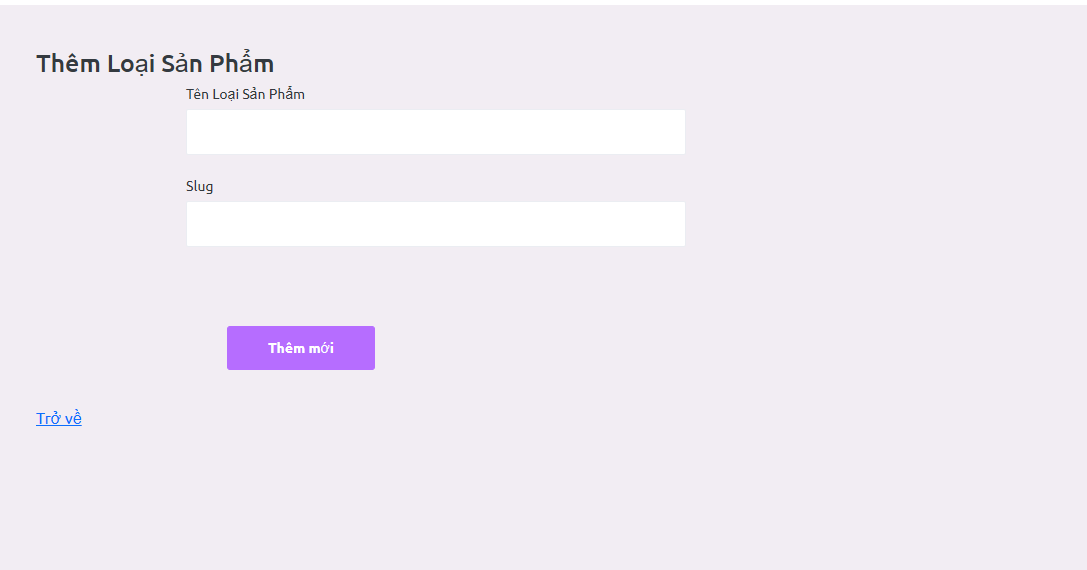 Thêm Loại Sản Phẩm
Tên Loại Sản Phẩm
Slug
Thêm mới
Trở về